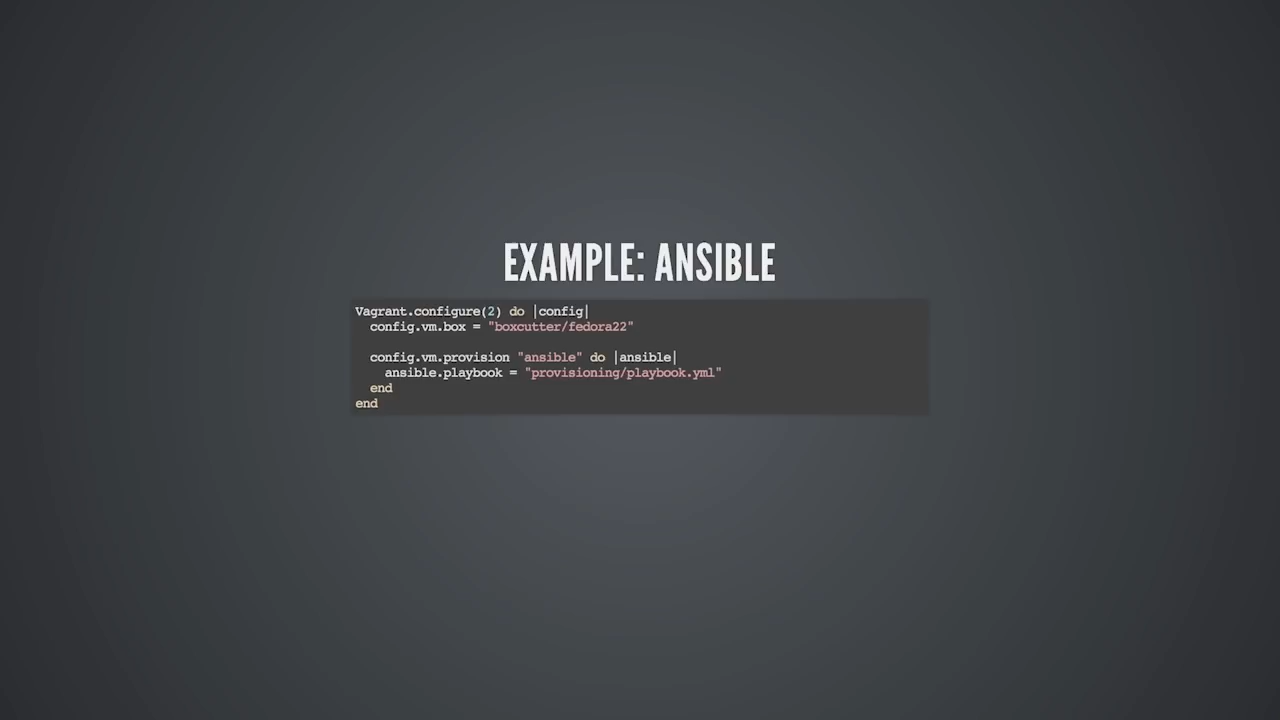 EXAMPLE: ANSIBLE
Vagrant.configure(2) do |config|
  config.vm.box = "boxcutter/fedora22"

  config.vm.provision "ansible" do |ansible|
    ansible.playbook = "provisioning/playbook.yml"
  end
end